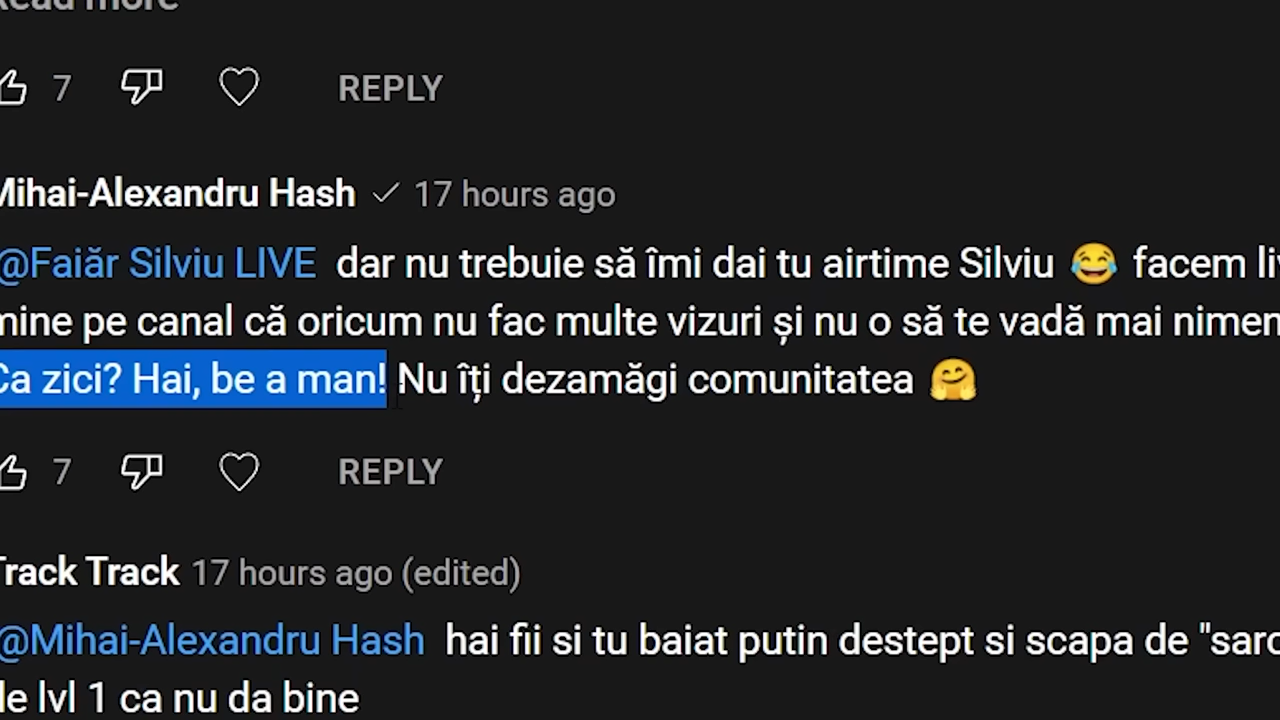 Read more
7 REPLY
Mihai-Alexandru Hash 17 hours ago
@Faiăr Silviu LIVE dar nu trebuie să îmi dai tu airtime Silviu 😂 facem
mine pe canal că oricum nu fac multe vizuri și nu o să te vadă mai
Ca zici? Hai, be a man! Nu îți dezamăgi comunitatea 🤗
7 REPLY
Track Track 17 hours ago (edited)
@Mihai-Alexandru Hash hai fii si tu baiat putin destept si scapa de
de lvl 1 ca nu da bine